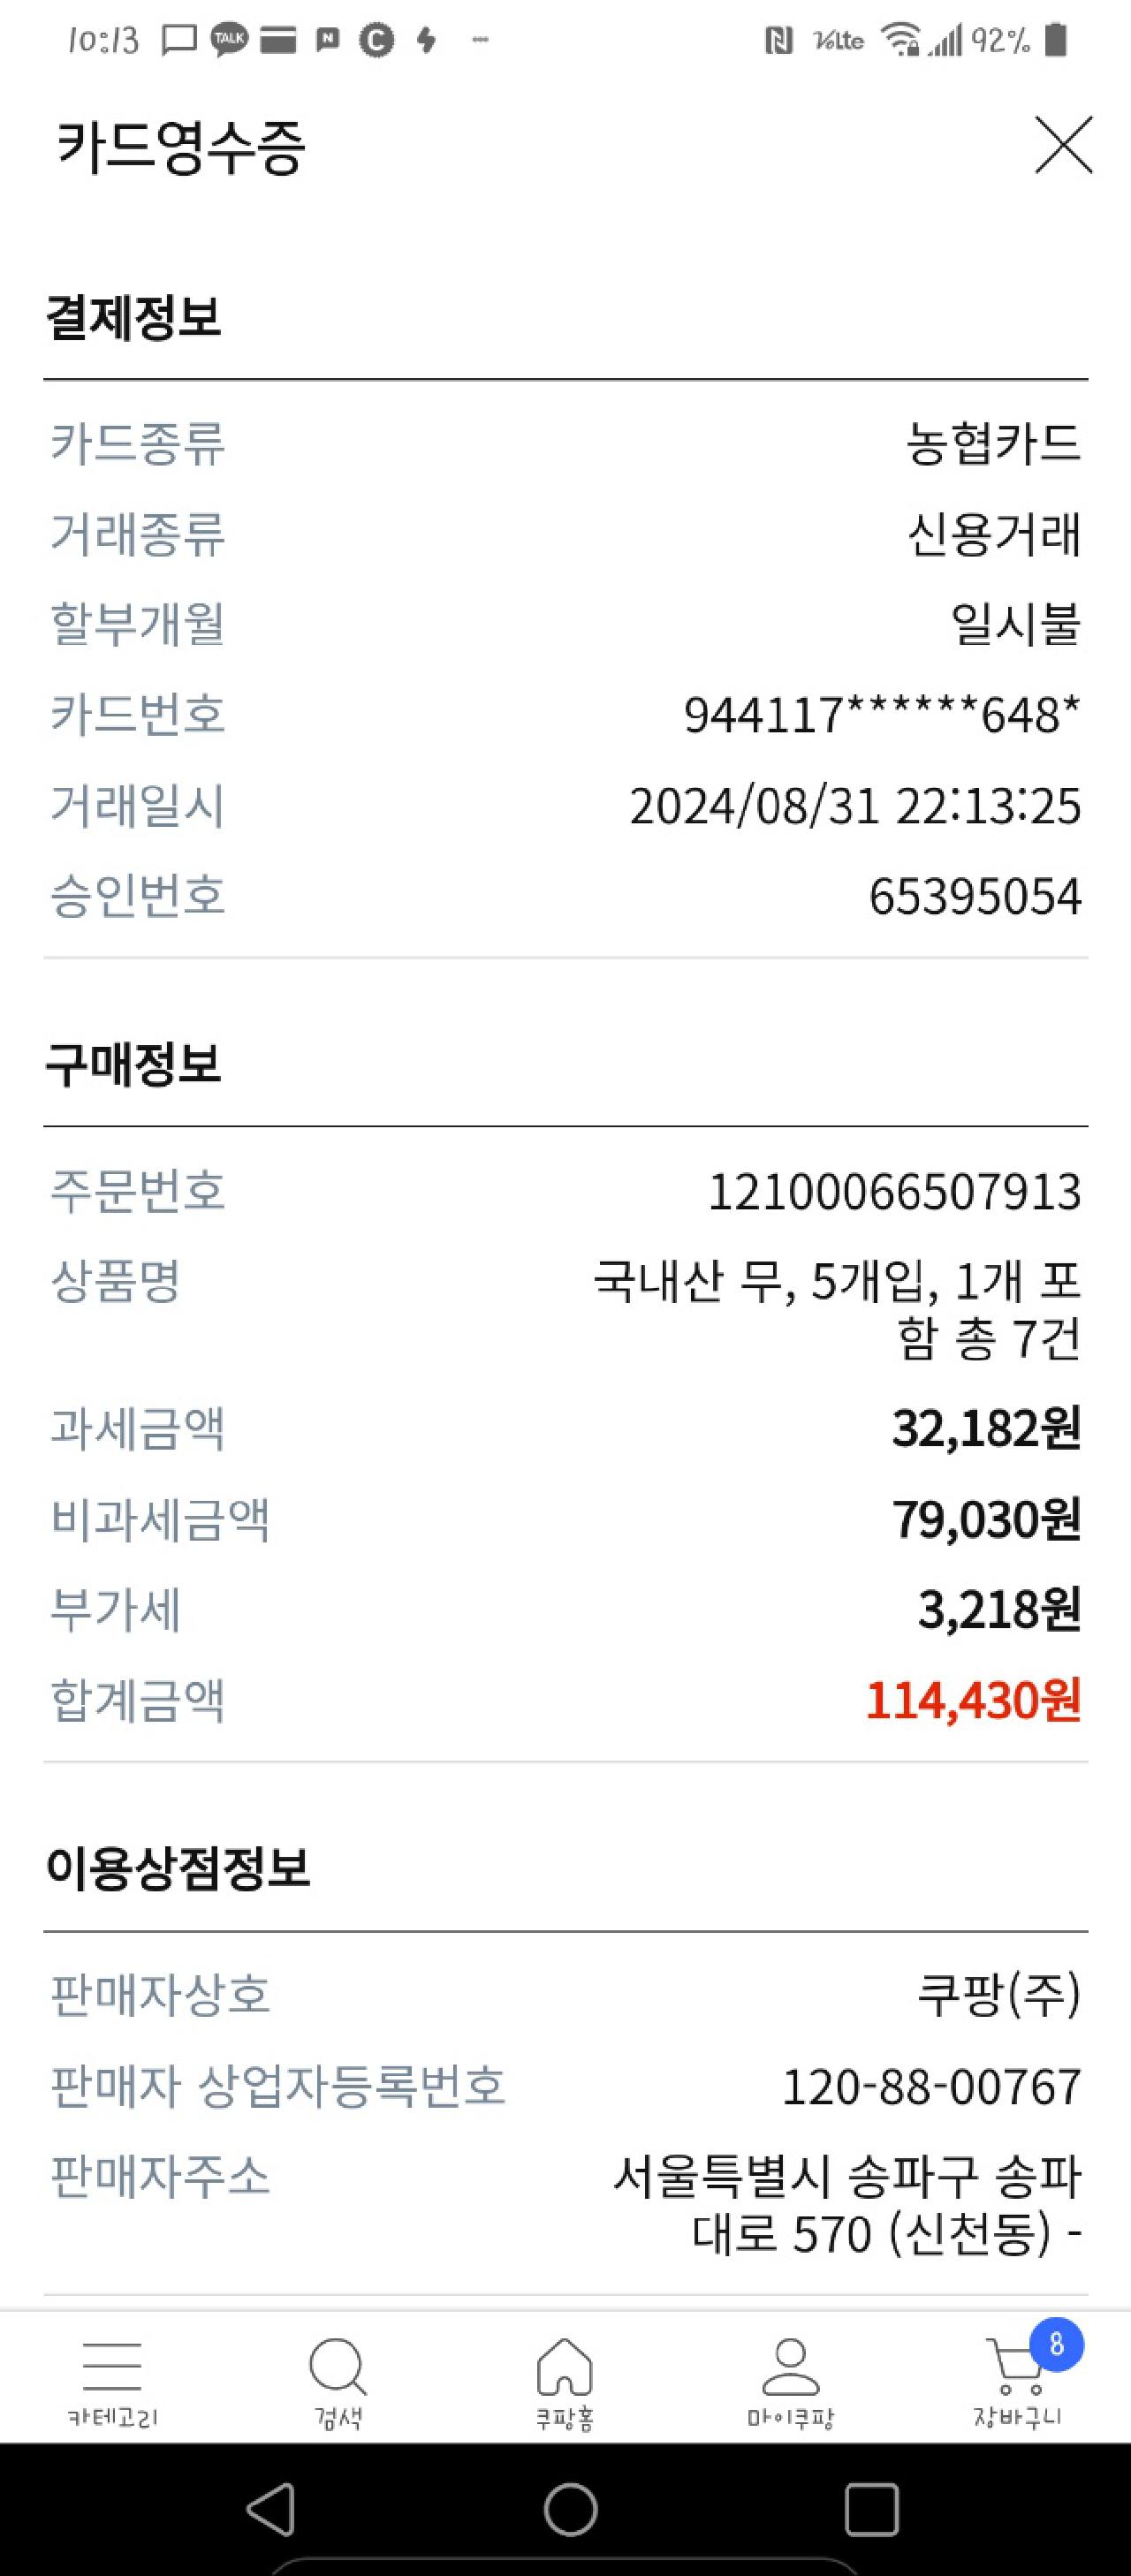 10:13 TALK N C VoLTE 92%
카드영수증
결제정보
카드종류 농협카드
거래종류 신용거래
할부개월 일시불
카드번호 944117******648*
거래일시 2024/08/31 22:13:25
승인번호 65395054
구매정보
주문번호 12100066507913
상품명 국내산 무, 5개입, 1개 포
함 총 7건
과세금액 32,182원
비과세금액 79,030원
부가세 3,218원
합계금액 114,430원
이용상점정보
판매자상호 쿠팡(주)
판매자 상업자등록번호 120-88-00767
판매자주소 서울특별시 송파구 송파
대로 570 (신천동) -
8
카테고리 검색 쿠팡홈 마이쿠팡 장바구니